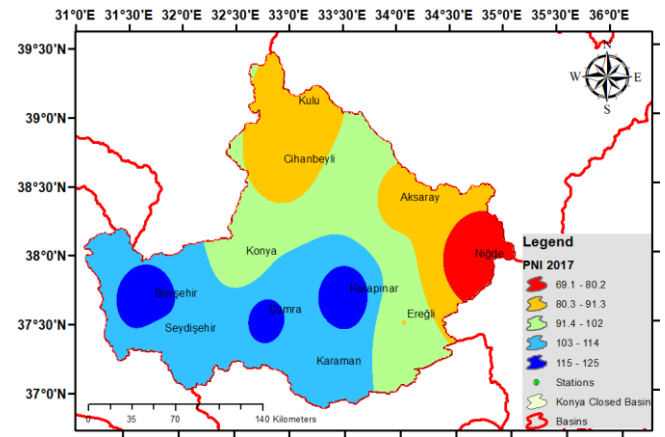 31°0'E 31°30'E 32°0'E 32°30'E 33°0'E 33°30'E 34°0'E 34°30'E 35°0'E 35°30'E 36°0'E
39°30'N
39°0'N
38°30'N
38°0'N
37°30'N
37°0'N
N
W E
S
Kulu
Cihanbeyli
Aksaray
Konya
Niğde
Beyşehir
Karapınar
Çumra
Ereğli
Seydişehir
Karaman
Legend
PNI 2017
69.1 - 80.2
80.3 - 91.3
91.4 - 102
103 - 114
115 - 125
Stations
Konya Closed Basin
Basins
0 35 70 140 Kilometers